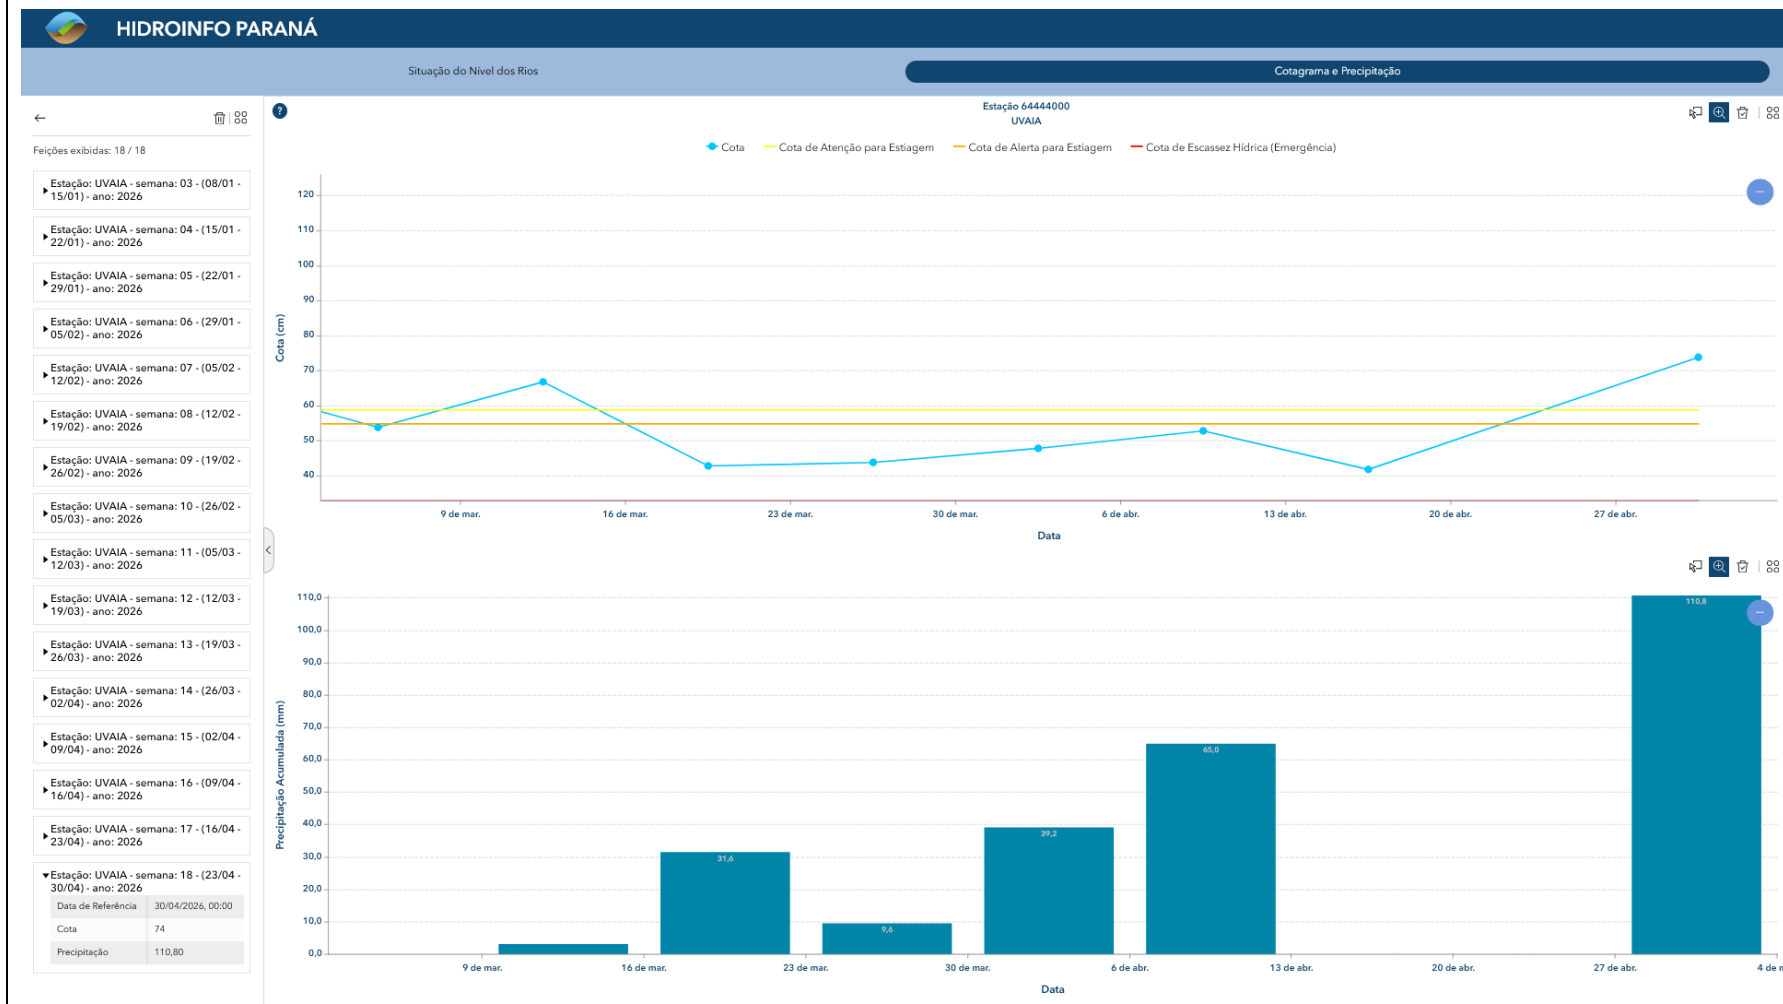 HIDROINFO PARANÁ
Situação do Nível dos Rios
Cotagrama e Precipitação
Feições exibidas: 18 / 18
Estação: UVAIA - semana: 03 - (08/01 -
15/01) - ano: 2026
Estação: UVAIA - semana: 04 - (15/01 -
22/01) - ano: 2026
Estação: UVAIA - semana: 05 - (22/01 -
29/01) - ano: 2026
Estação: UVAIA - semana: 06 - (29/01 -
05/02) - ano: 2026
Estação: UVAIA - semana: 07 - (05/02 -
12/02) - ano: 2026
Estação: UVAIA - semana: 08 - (12/02 -
19/02) - ano: 2026
Estação: UVAIA - semana: 09 - (19/02 -
26/02) - ano: 2026
Estação: UVAIA - semana: 10 - (26/02 -
05/03) - ano: 2026
Estação: UVAIA - semana: 11 - (05/03 -
12/03) - ano: 2026
Estação: UVAIA - semana: 12 - (12/03 -
19/03) - ano: 2026
Estação: UVAIA - semana: 13 - (19/03 -
26/03) - ano: 2026
Estação: UVAIA - semana: 14 - (26/03 -
02/04) - ano: 2026
Estação: UVAIA - semana: 15 - (02/04 -
09/04) - ano: 2026
Estação: UVAIA - semana: 16 - (09/04 -
16/04) - ano: 2026
Estação: UVAIA - semana: 17 - (16/04 -
23/04) - ano: 2026
Estação: UVAIA - semana: 18 - (23/04 -
30/04) - ano: 2026
Data de Referência 30/04/2026, 00:00
Cota 74
Precipitação 110,80
?
Estação 64444000
UVAIA
Cota Cota de Atenção para Estiagem Cota de Alerta para Estiagem Cota de Escassez Hídrica (Emergência)
Cota (cm)
120
110
100
90
80
70
60
50
40
9 de mar. 16 de mar. 23 de mar. 30 de mar. 6 de abr. 13 de abr. 20 de abr. 27 de abr.
Data
Precipitação Acumulada (mm)
110,0
100,0
90,0
80,0
70,0
60,0
50,0
40,0
30,0
20,0
10,0
0,0
31,6
9,6
39,2
65,0
110,8
9 de mar. 16 de mar. 23 de mar. 30 de mar. 6 de abr. 13 de abr. 20 de abr. 27 de abr. 4 de
Data